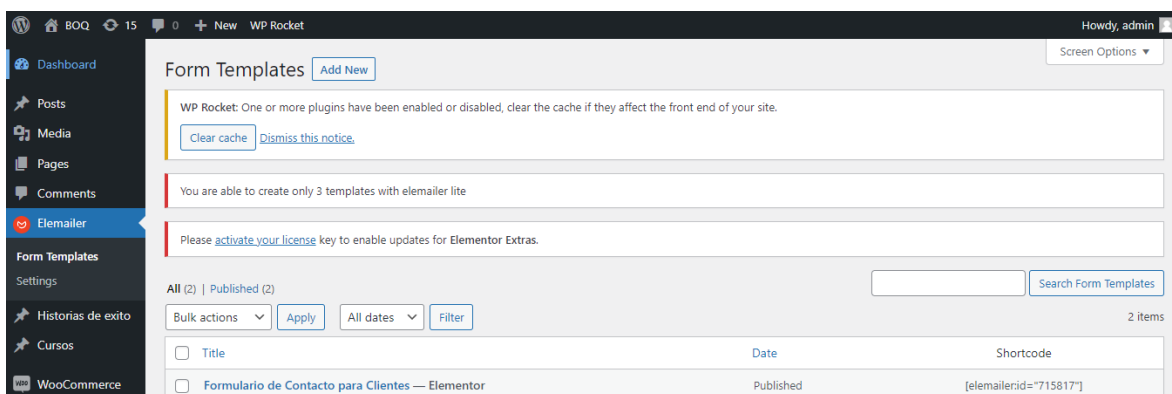 BOQ 15 0 New WP Rocket Howdy, admin
Screen Options
Dashboard
Posts
Media
Pages
Comments
Elemailer
Form Templates
Settings
Historias de exito
Cursos
WOO WooCommerce
Form Templates Add New
WP Rocket: One or more plugins have been enabled or disabled, clear the cache if they affect the front end of your site.
Clear cache Dismiss this notice.
You are able to create only 3 templates with elemailer lite
Please activate your license key to enable updates for Elementor Extras.
All (2) | Published (2)
Search Form Templates
Bulk actions Apply All dates Filter 2 items
Title Date Shortcode
Formulario de Contacto para Clientes — Elementor Published [elemailer:id="715817"]